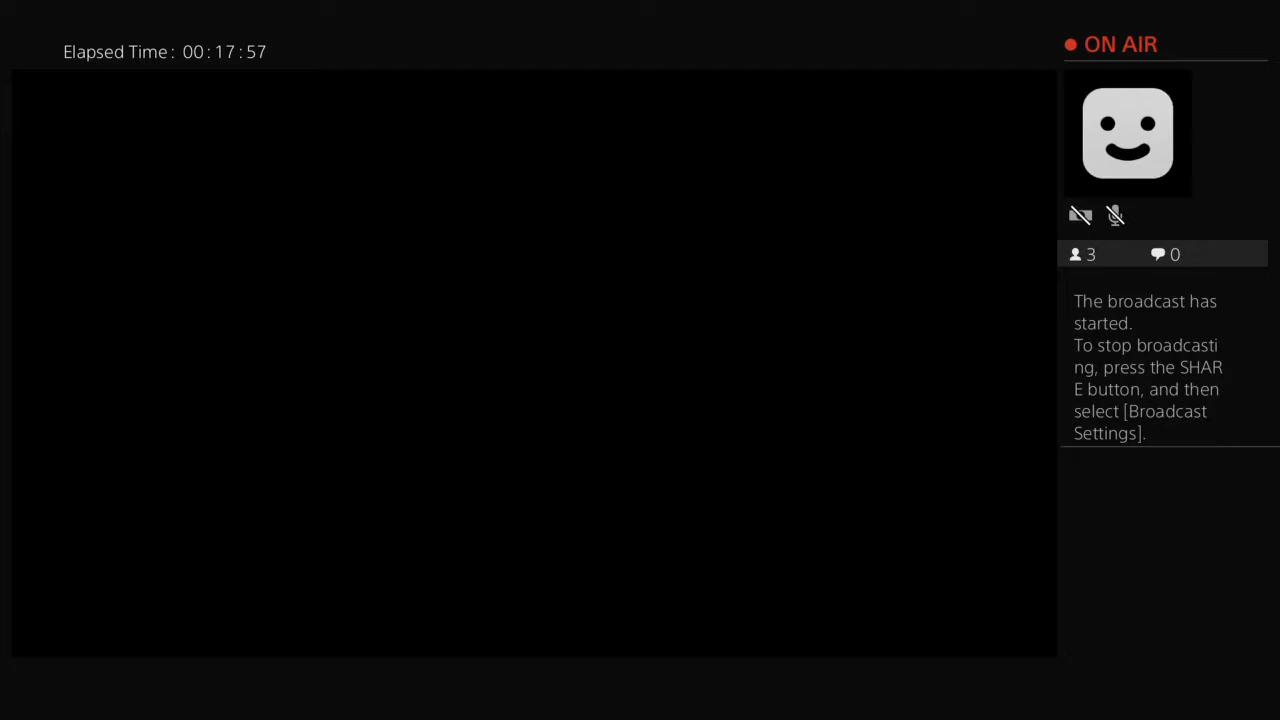 Elapsed Time: 00:17:57
ON AIR
3 0
The broadcast has
started.
To stop broadcasti
ng, press the SHAR
E button, and then
select [Broadcast
Settings].